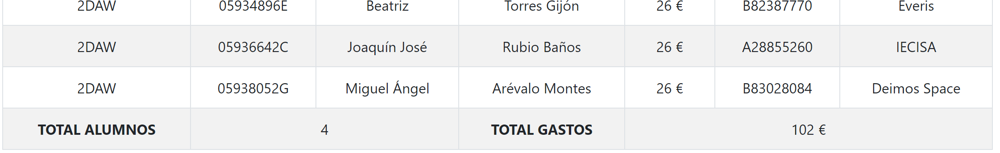 2DAW 05934896E Beatriz Torres Gijón 26 € B82387770 Everis
2DAW 05936642C Joaquín José Rubio Baños 26 € A28855260 IECISA
2DAW 05938052G Miguel Ángel Arévalo Montes 26 € B83028084 Deimos Space
TOTAL ALUMNOS 4 TOTAL GASTOS 102 €